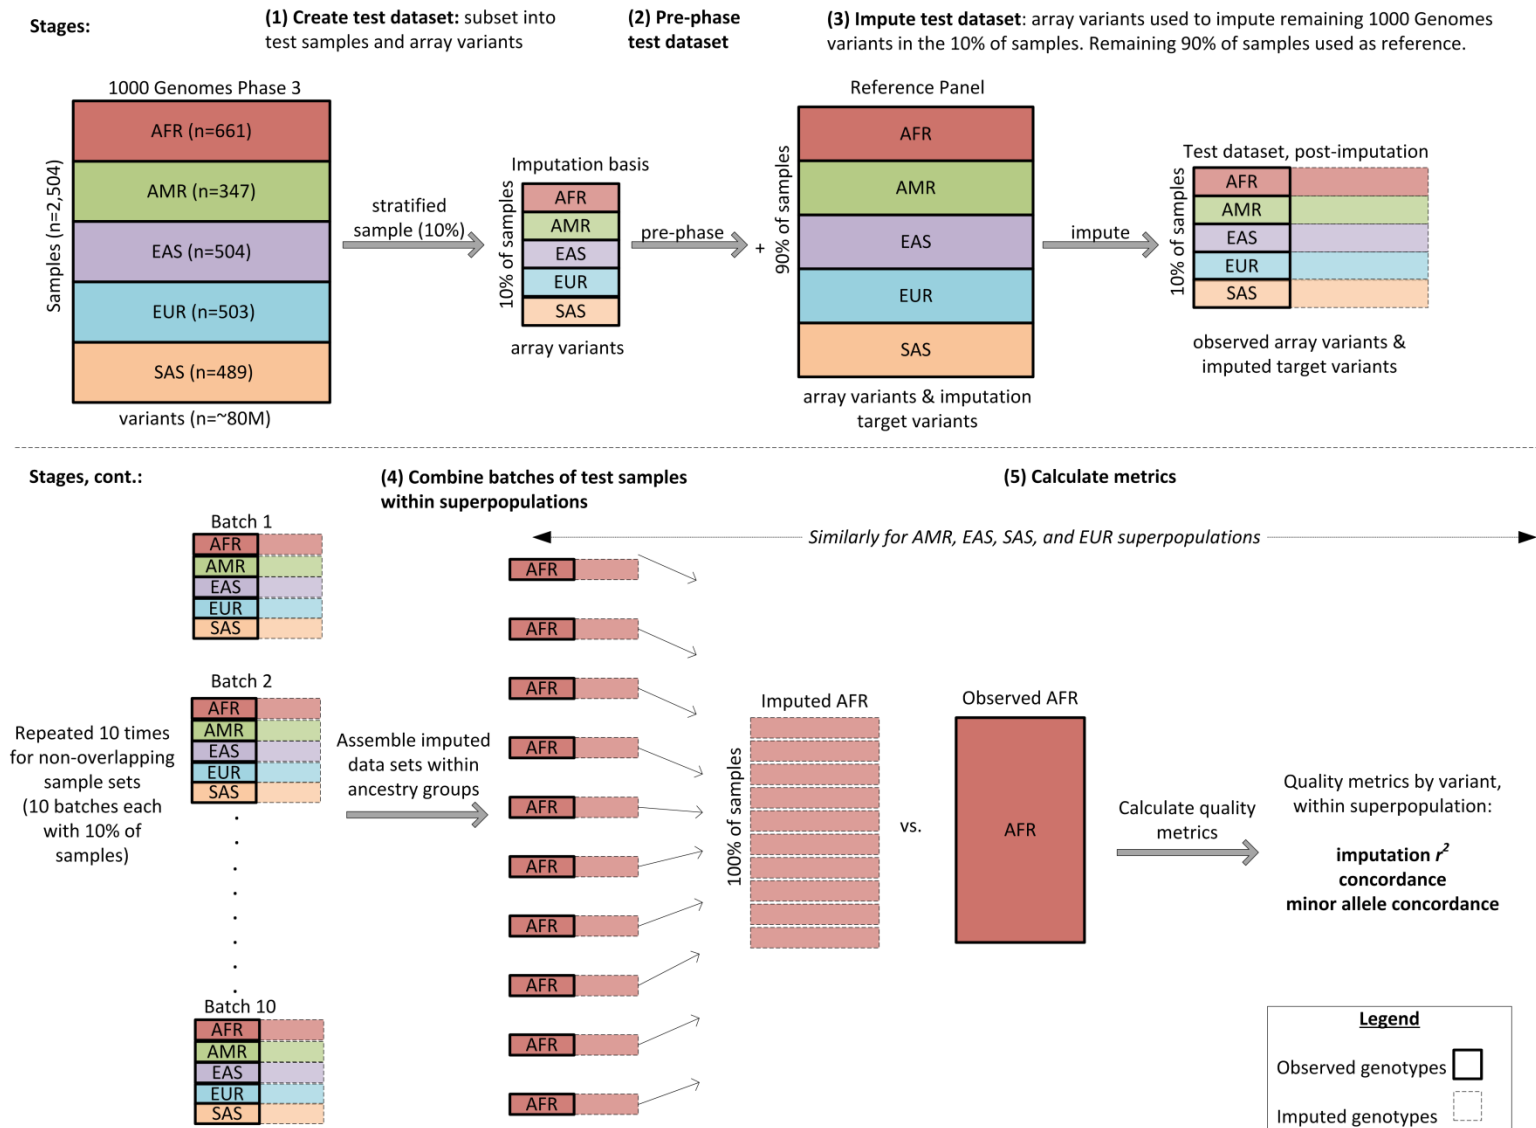 Stages:
(1) Create test dataset: subset into
test samples and array variants
(2) Pre-phase
test dataset
(3) Impute test dataset: array variants used to impute remaining 1000 Genomes
variants in the 10% of samples. Remaining 90% of samples used as reference.
1000 Genomes Phase 3
Samples (n=2,504)
AFR (n=661)
AMR (n=347)
EAS (n=504)
EUR (n=503)
SAS (n=489)
variants (n=~80M)
stratified
sample (10%)
Imputation basis
10% of samples
AFR
AMR
EAS
EUR
SAS
array variants
pre-phase
+
Reference Panel
90% of samples
AFR
AMR
EAS
EUR
SAS
array variants & imputation
target variants
impute
Test dataset, post-imputation
10% of samples
AFR
AMR
EAS
EUR
SAS
observed array variants &
imputed target variants
Stages, cont.:
(4) Combine batches of test samples
within superpopulations
(5) Calculate metrics
Similarly for AMR, EAS, SAS, and EUR superpopulations
Repeated 10 times
for non-overlapping
sample sets
(10 batches each
with 10% of
samples)
Batch 1
AFR
AMR
EAS
EUR
SAS
Batch 2
AFR
AMR
EAS
EUR
SAS
Batch 10
AFR
AMR
EAS
EUR
SAS
Assemble imputed
data sets within
ancestry groups
AFR
AFR
AFR
AFR
AFR
AFR
AFR
AFR
AFR
AFR
Imputed AFR
100% of samples
vs.
Observed AFR
AFR
Calculate quality
metrics
Quality metrics by variant,
within superpopulation:
imputation r²
concordance
minor allele concordance
Legend
Observed genotypes
Imputed genotypes